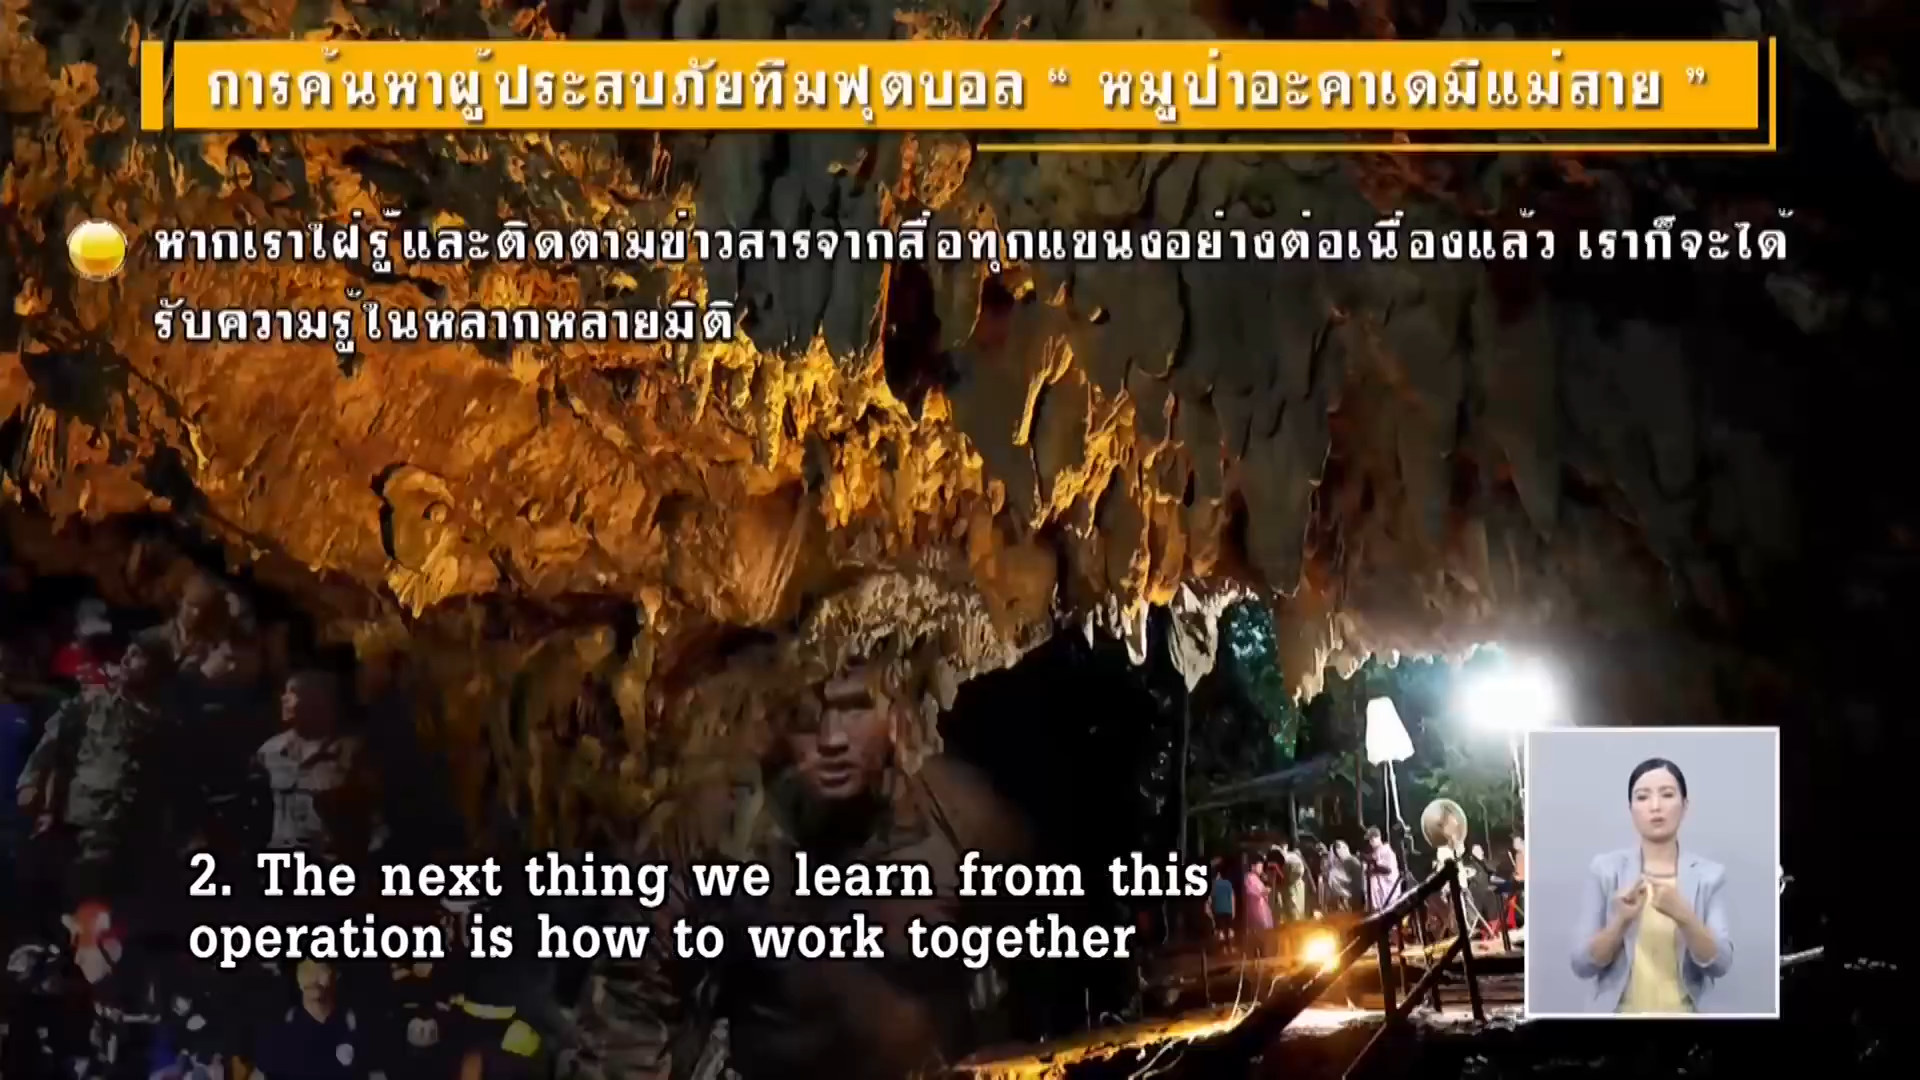 การค้นหาผู้ประสบภัยทีมฟุตบอล “ หมูป่าอะคาเดมีแม่สาย ”
หากเราใฝ่รู้และติดตามข่าวสารจากสื่อทุกแขนงอย่างต่อเนื่องแล้ว เราก็จะได้
รับความรู้ในหลากหลายมิติ
2. The next thing we learn from this
operation is how to work together